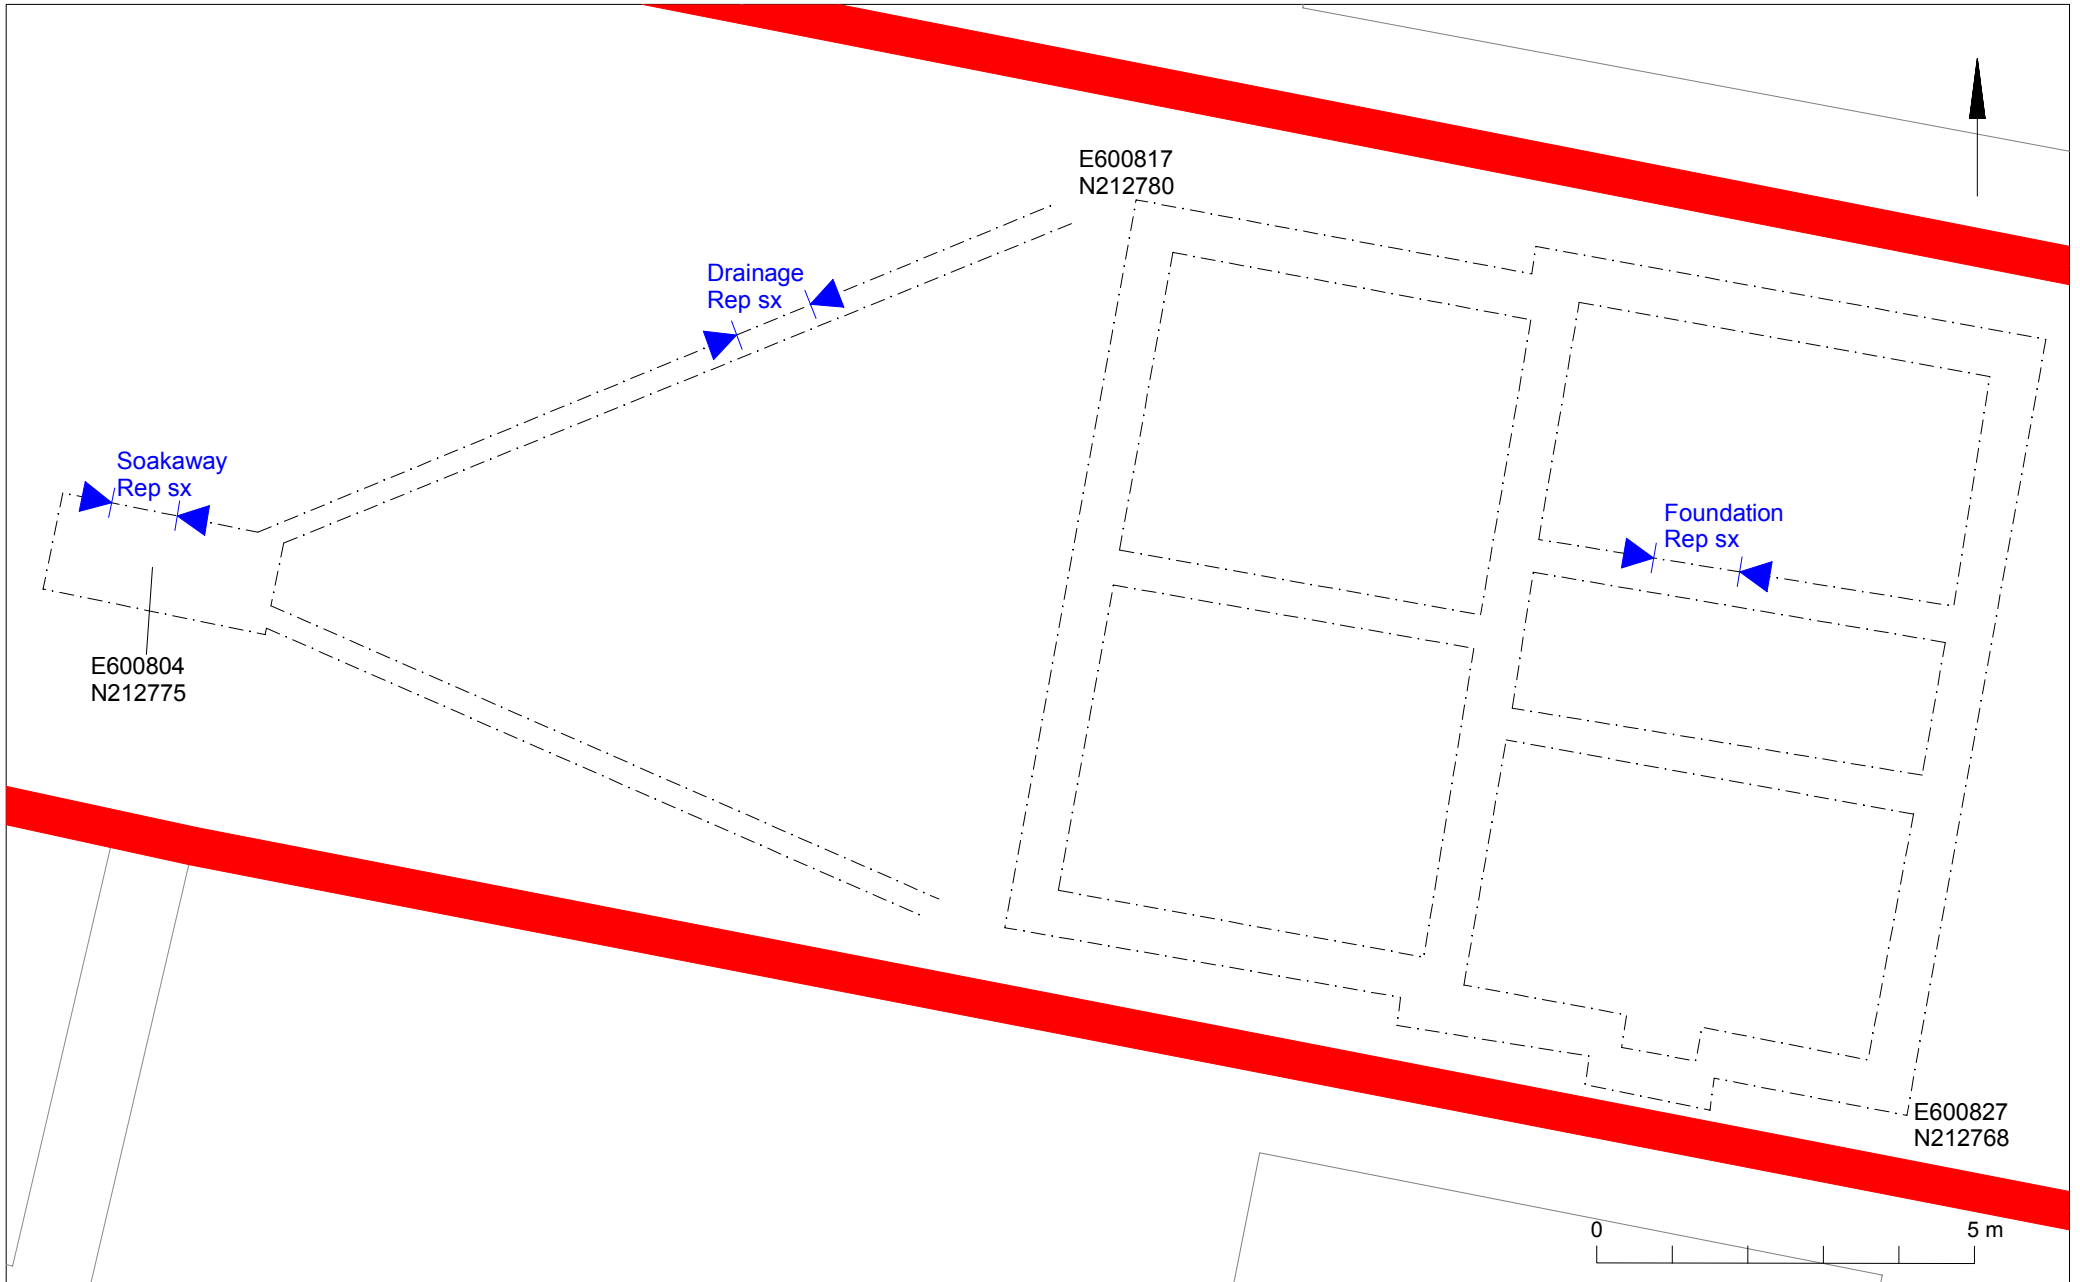 E600817
N212780
Drainage
Rep sx
Soakaway
Rep sx
Foundation
Rep sx
E600804
N212775
E600827
N212768
0 5 m